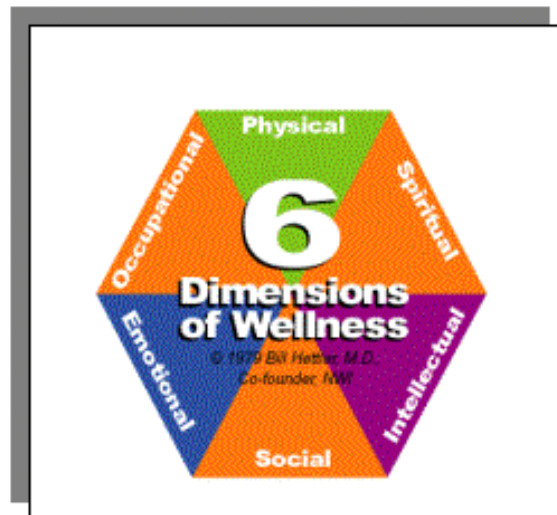 Physical
Occupational
Spiritual
6
Dimensions
of Wellness
© 1979 Bill Hettler, M.D.,
Co-founder, NWI
Emotional
Intellectual
Social